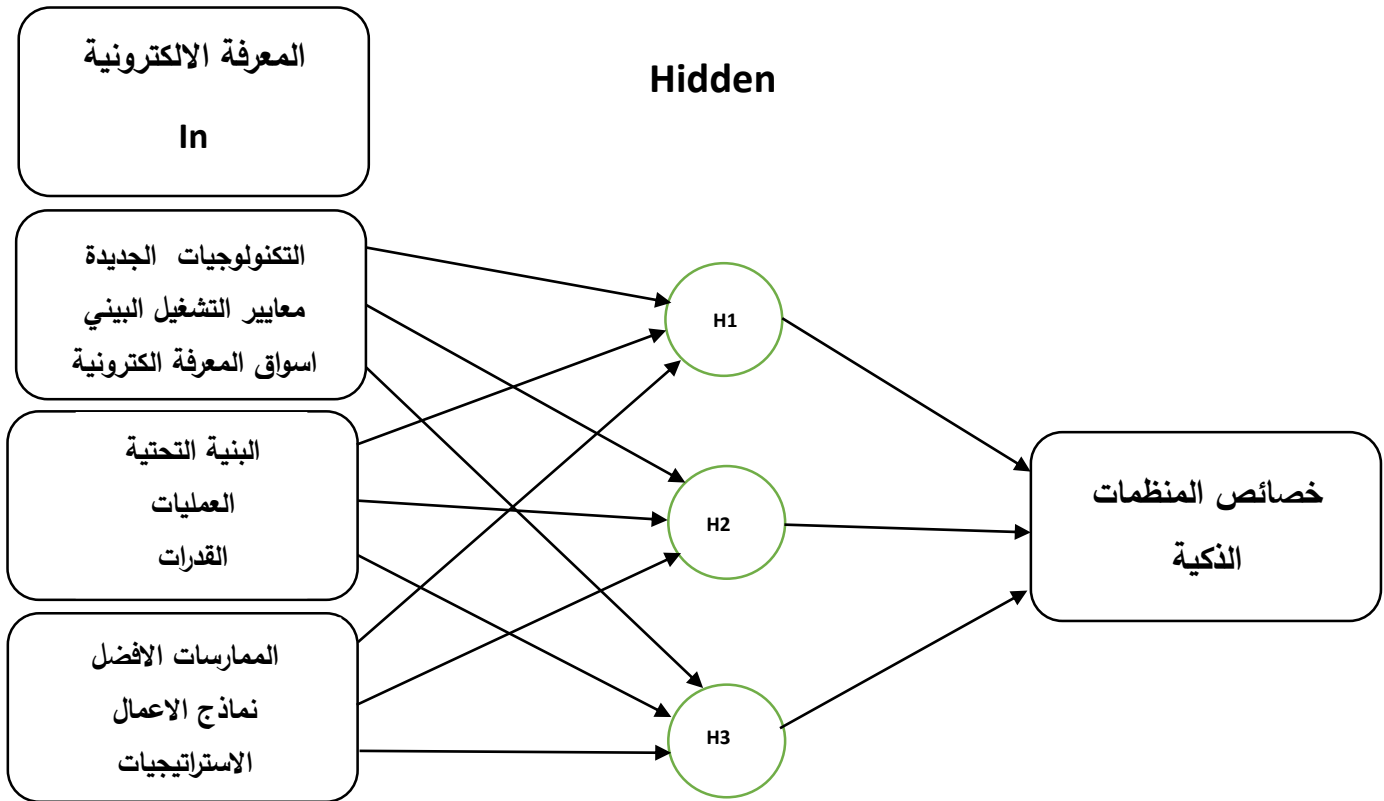 المعرفة الالكترونية
In
Hidden
التكنولوجيات الجديدة
معايير التشغيل البيني
اسواق المعرفة الكترونية
البنية التحتية
العمليات
القدرات
الممارسات الافضل
نماذج الاعمال
الاستراتيجيات
H1
H2
H3
خصائص المنظمات
الذكية